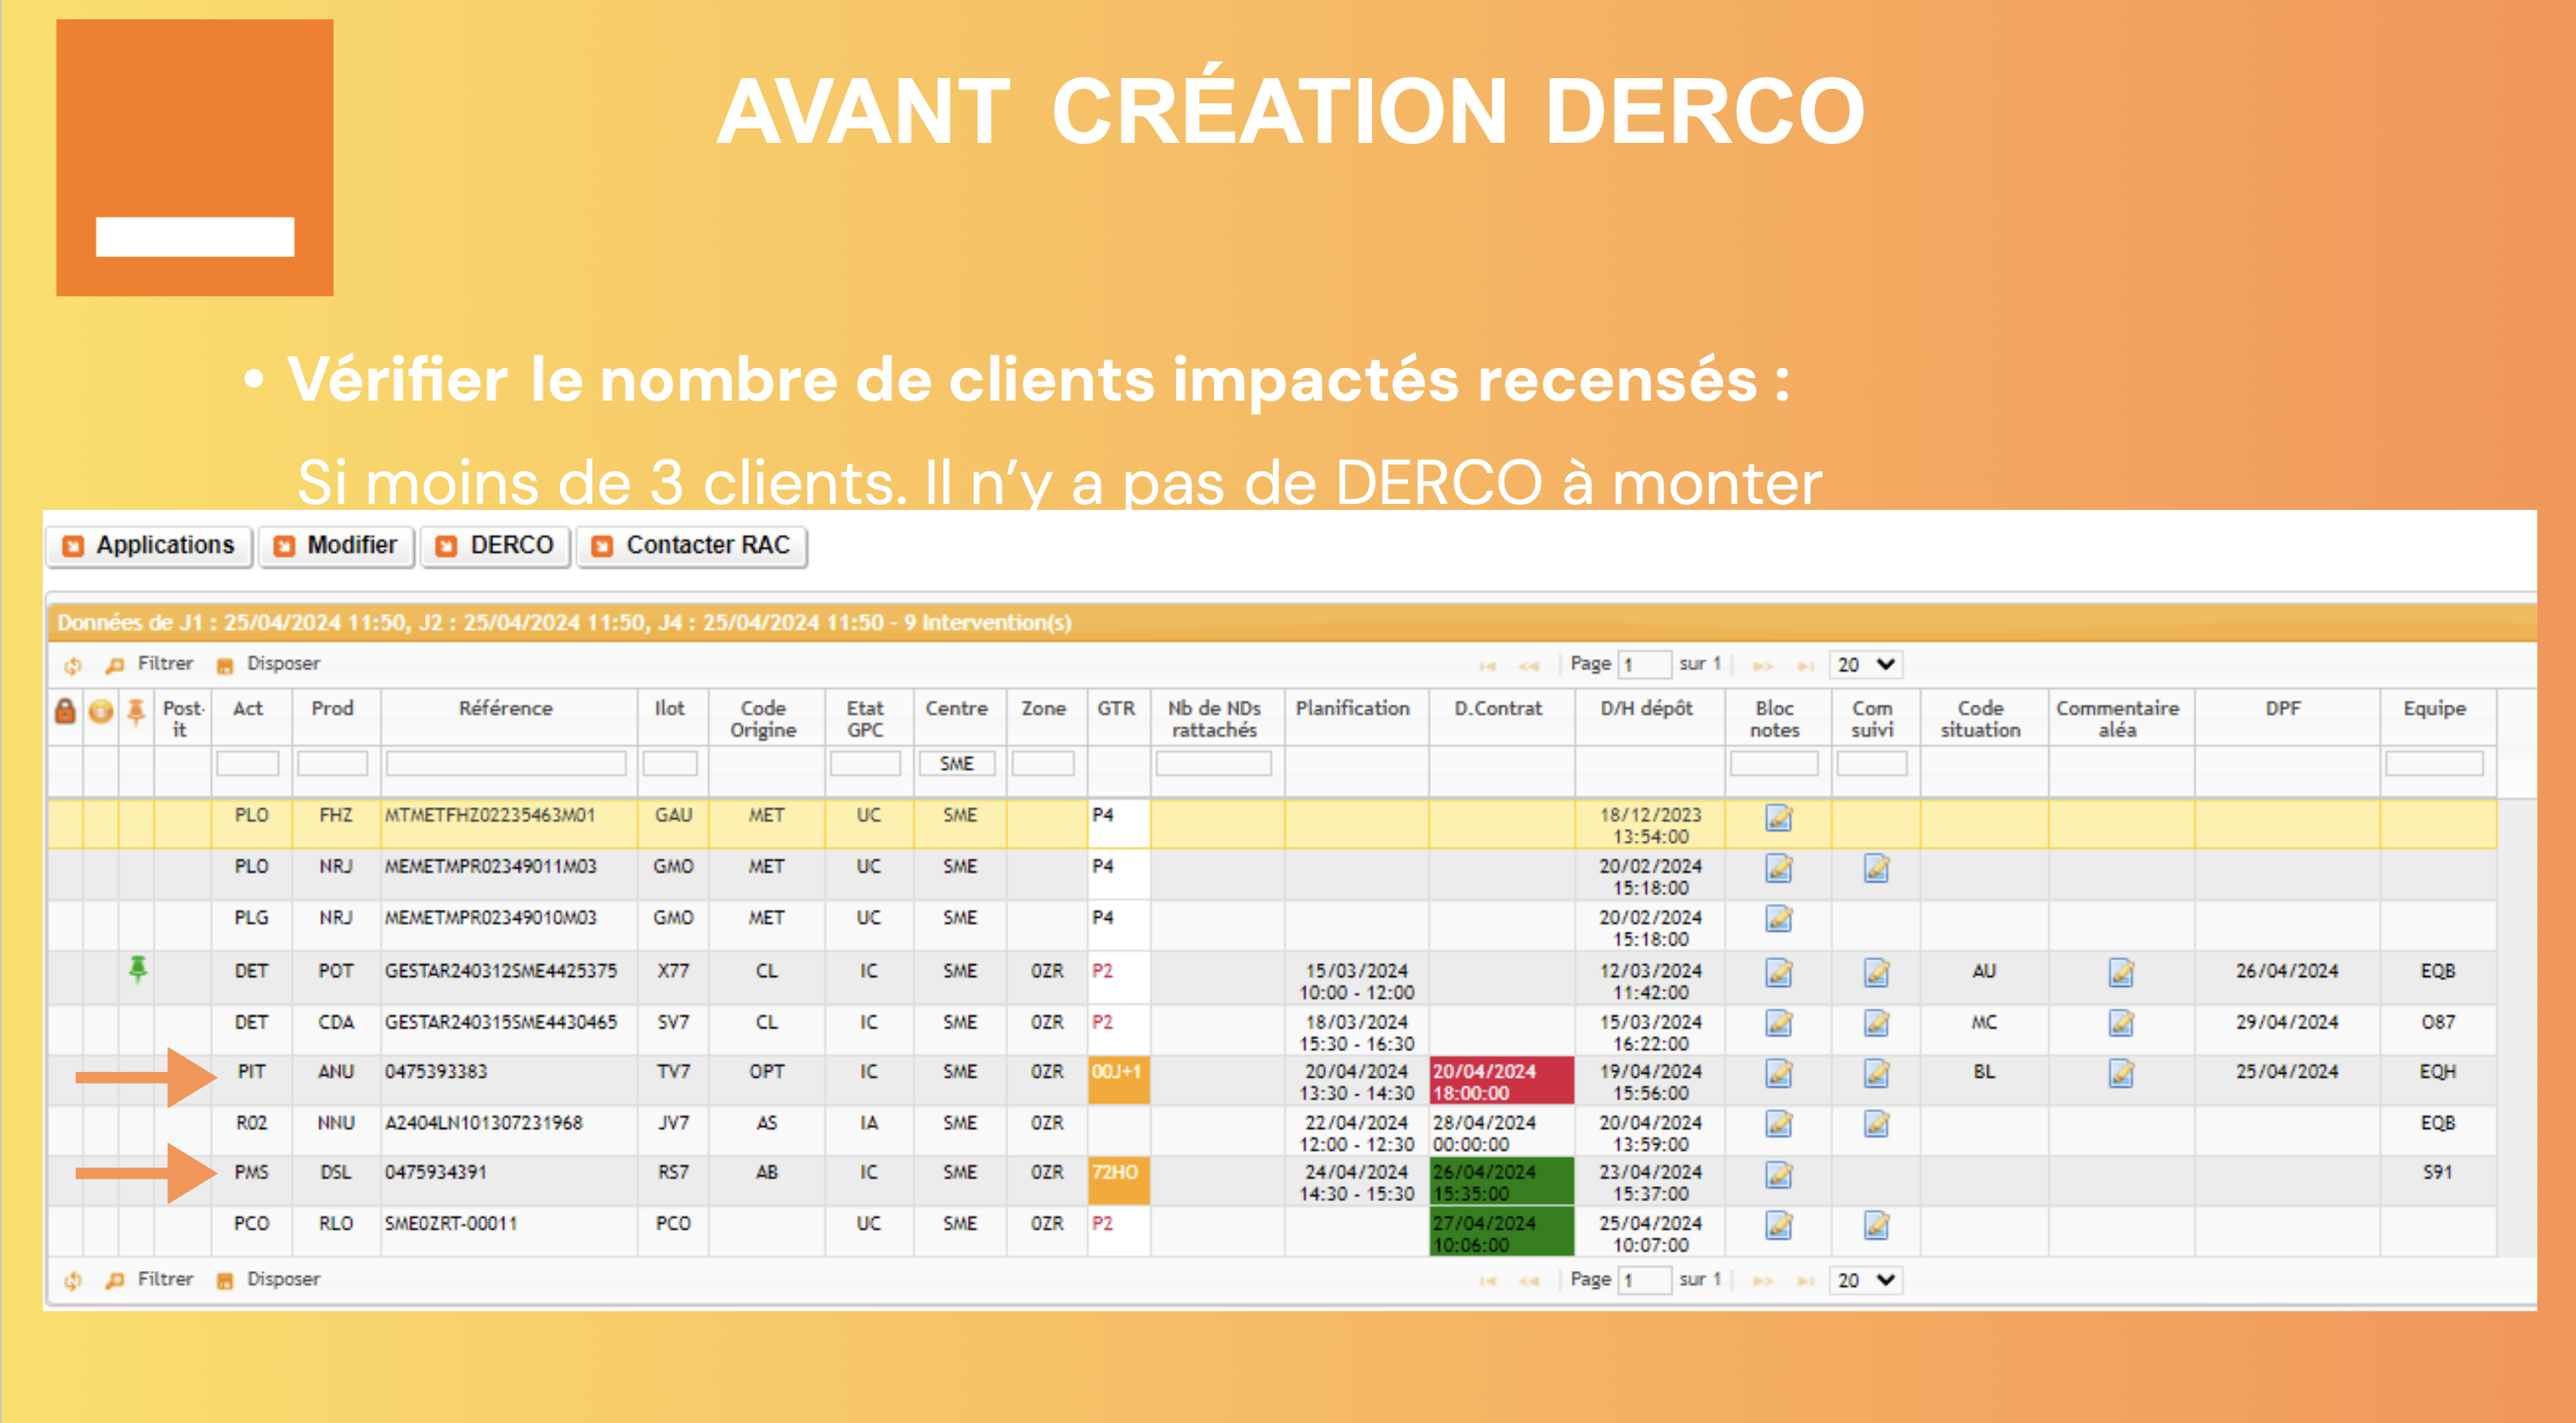 AVANT CRÉATION DERCO
• Vérifier le nombre de clients impactés recensés :
Si moins de 3 clients. Il n’y a pas de DERCO à monter
Applications Modifier DERCO Contacter RAC
Données de J1 : 25/04/2024 11:50, J2 : 25/04/2024 11:50, J4 : 25/04/2024 11:50 - 9 Intervention(s)
Filtrer Disposer Page 1 sur 1 20
Post-it Act Prod Référence Ilot Code Origine Etat GPC Centre Zone GTR Nb de NDs rattachés Planification D.Contrat D/H dépôt Bloc notes Com suivi Code situation Commentaire aléa DPF Equipe
SME
PLO FHZ MTMETFHZ02235463M01 GAU MET UC SME P4 18/12/2023 13:54:00
PLO NRJ MEMETMPR02349011M03 GMO MET UC SME P4 20/02/2024 15:18:00
PLG NRJ MEMETMPR02349010M03 GMO MET UC SME P4 20/02/2024 15:18:00
DET POT GESTAR240312SME4425375 X77 CL IC SME 0ZR P2 15/03/2024 10:00 - 12:00 12/03/2024 11:42:00 AU 26/04/2024 EQB
DET CDA GESTAR240315SME4430465 SV7 CL IC SME 0ZR P2 18/03/2024 15:30 - 16:30 15/03/2024 16:22:00 MC 29/04/2024 O87
PIT ANU 0475393383 TV7 OPT IC SME 0ZR 00J+1 20/04/2024 13:30 - 14:30 20/04/2024 18:00:00 19/04/2024 15:56:00 BL 25/04/2024 EQH
R02 NNU A2404LN101307231968 JV7 AS IA SME 0ZR 22/04/2024 12:00 - 12:30 28/04/2024 00:00:00 20/04/2024 13:59:00 EQB
PMS DSL 0475934391 RS7 AB IC SME 0ZR 72HO 24/04/2024 14:30 - 15:30 26/04/2024 15:35:00 23/04/2024 15:37:00 S91
PCO RLO SME0ZRT-00011 PCO UC SME 0ZR P2 27/04/2024 10:06:00 25/04/2024 10:07:00
Filtrer Disposer Page 1 sur 1 20